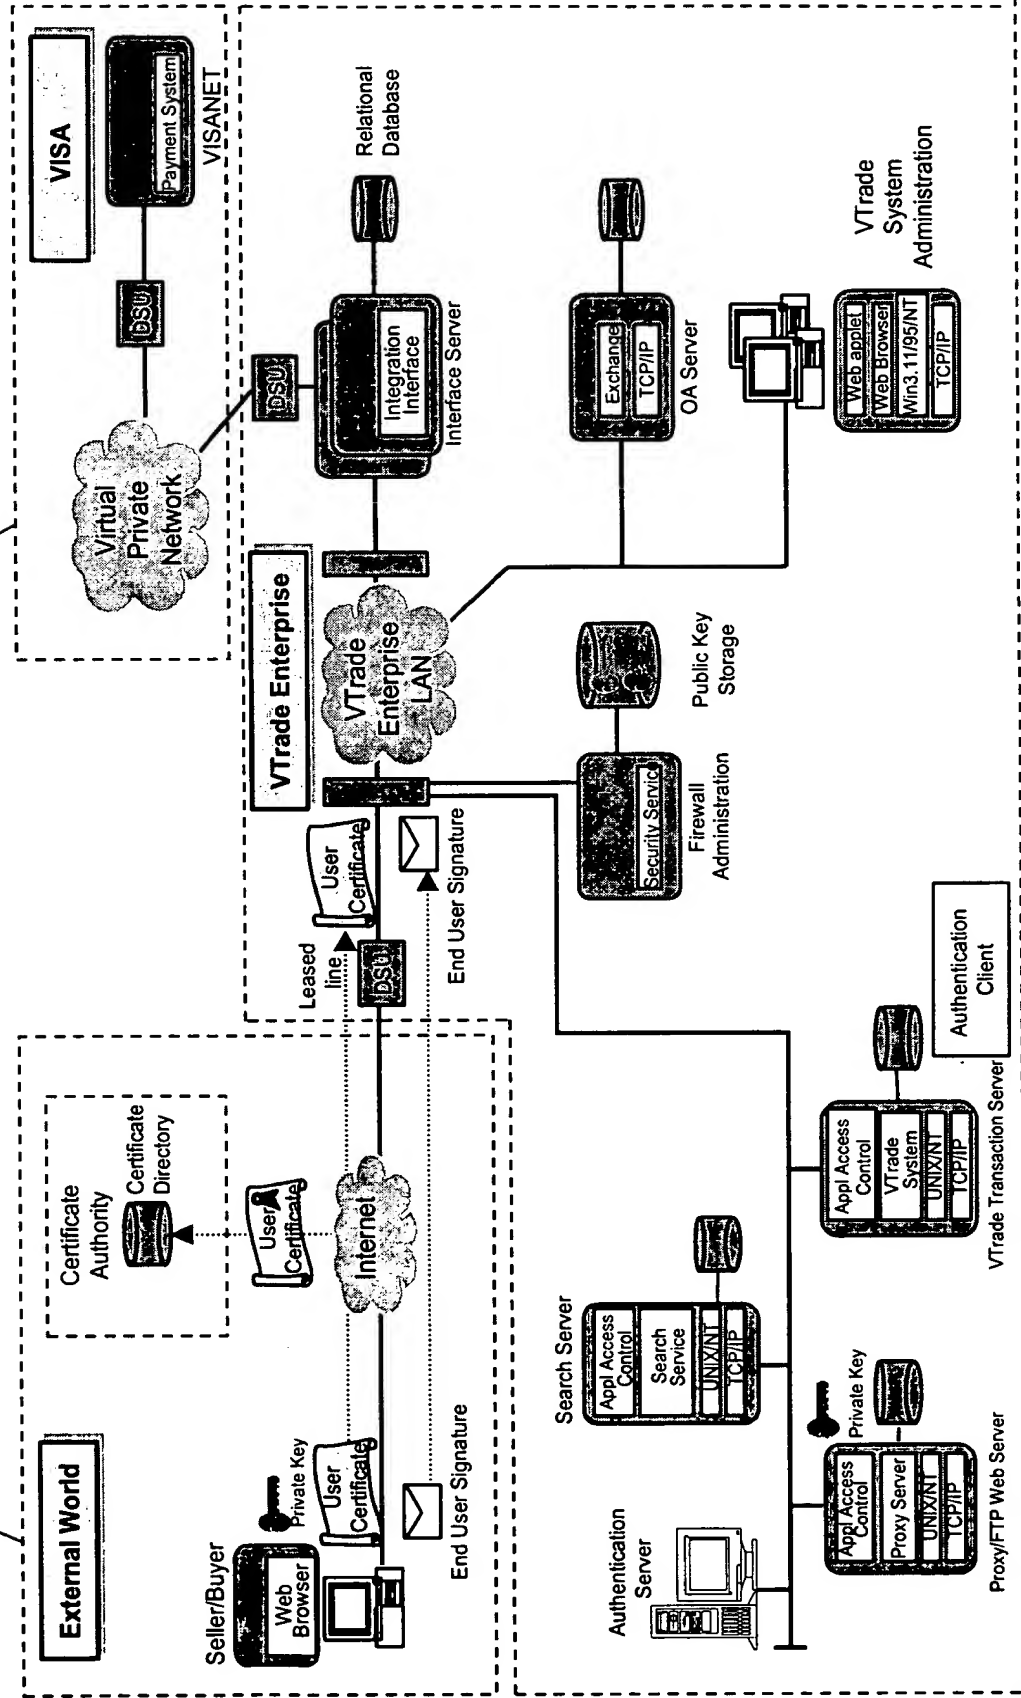 External World
Seller/Buyer
Web
Browser
Private Key
User
Certificate
End User Signature
Certificate
Authority
Certificate
Directory
User
Certificate
Internet
Leased
line
DSU
User
Certificate
End User Signature
VTrade Enterprise
VTrade
Enterprise
LAN
VISA
Payment System
VISANET
DSU
Virtual
Private
Network
DSU
Integration
Interface
Interface Server
Relational
Database
Exchange
TCP/IP
OA Server
Web applet
Web Browser
Win3.11/95/NT
TCP/IP
VTrade
System
Administration
Security Service
Firewall
Administration
Public Key
Storage
Authentication
Server
Search Server
Appl Access
Control
Search
Service
UNIX/NT
TCP/IP
Appl Access
Control
Proxy Server
UNIX/NT
TCP/IP
Private Key
Proxy/FTP Web Server
Appl Access
Control
VTrade
System
UNIX/NT
TCP/IP
VTrade Transaction Server
Authentication
Client